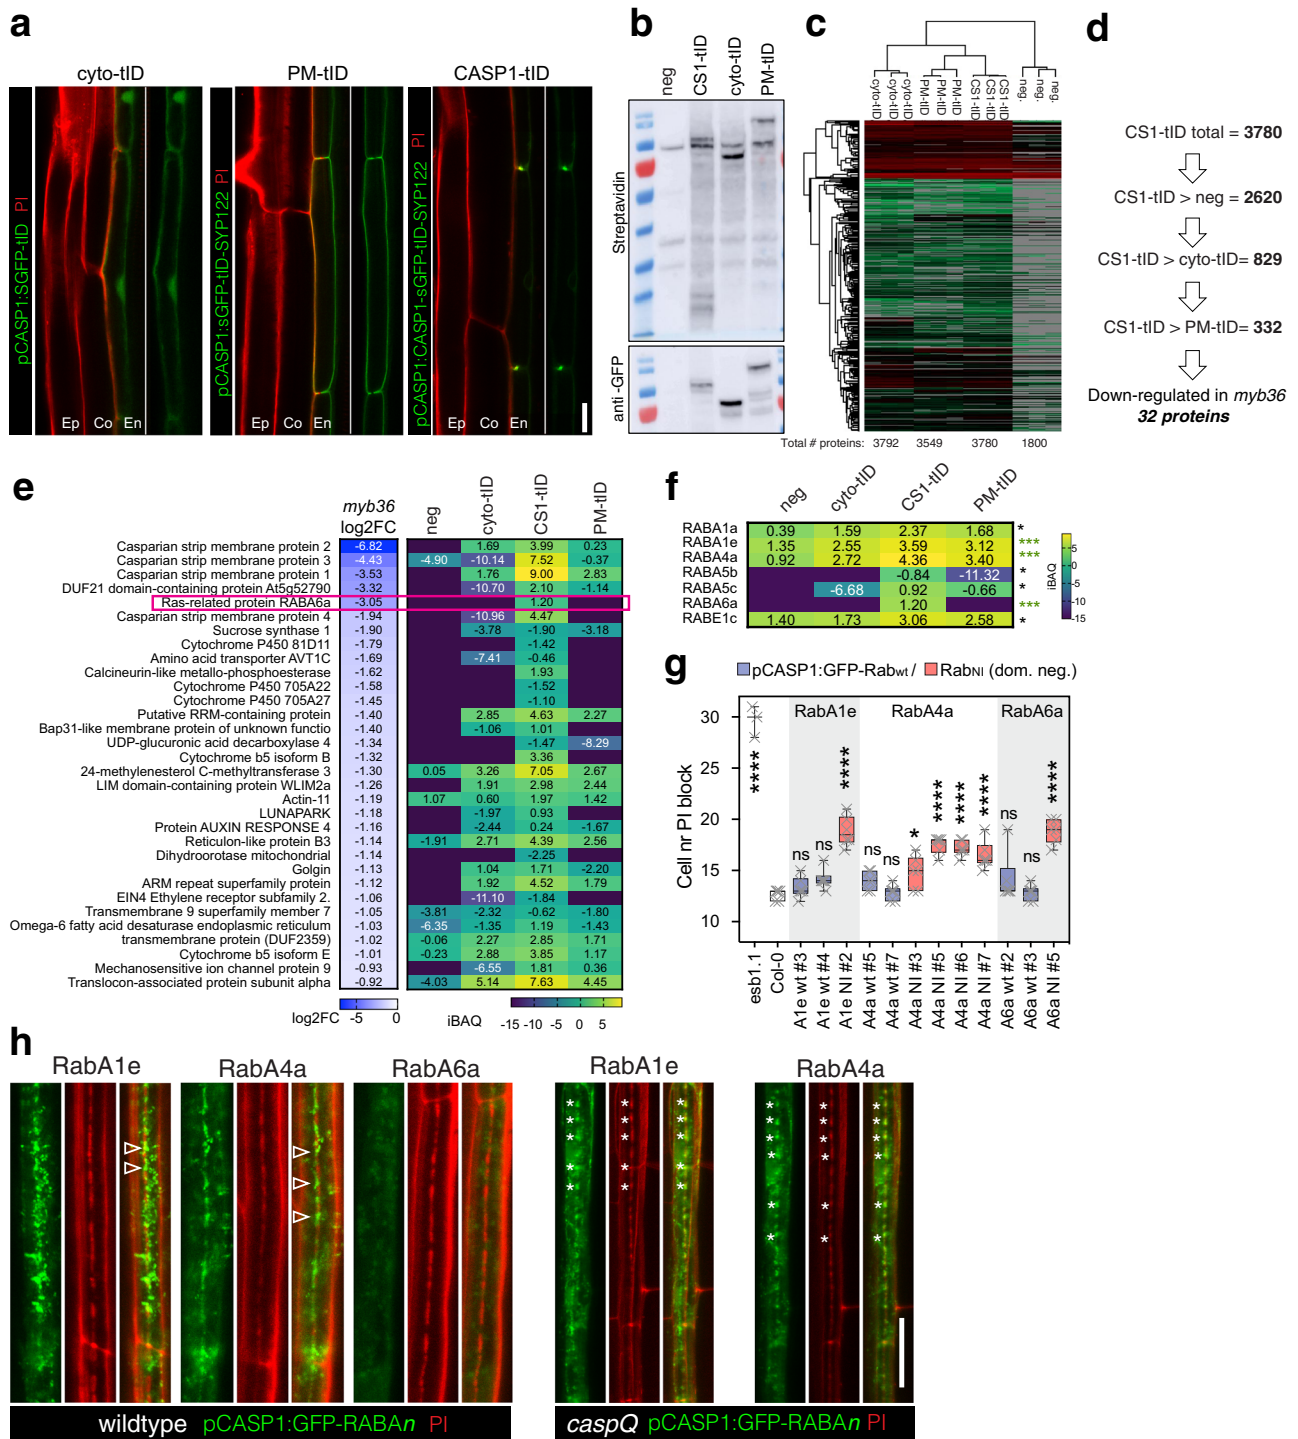 a
cyto-tID
PM-tID
CASP1-tID
pCASP1:SGFP-tID PI
pCASP1:sGFP-tID-SYP122 PI
pCASP1:CASP1-sGFP-tID-SYP122 PI
Ep Co En
Ep Co En
Ep Co En
b
neg
CS1-tID
cyto-tID
PM-tID
Streptavidin
anti -GFP
c
cyto-tID
cyto-tID
cyto-tID
PM-tID
PM-tID
PM-tID
CS1-tID
CS1-tID
CS1-tID
neg.
neg.
neg.
Total # proteins: 3792 3549 3780 1800
d
CS1-tID total = 3780
CS1-tID > neg = 2620
CS1-tID > cyto-tID= 829
CS1-tID > PM-tID= 332
Down-regulated in myb36
32 proteins
e
myb36
log2FC
neg
cyto-tID
CS1-tID
PM-tID
Casparian strip membrane protein 2 -6.82 1.69 3.99 0.23
Casparian strip membrane protein 3 -4.43 -4.90 -10.14 7.52 -0.37
Casparian strip membrane protein 1 -3.53 1.76 9.00 2.83
DUF21 domain-containing protein At5g52790 -3.32 -10.70 2.10 -1.14
Ras-related protein RABA6a -3.05 1.20
Casparian strip membrane protein 4 -1.94 -10.96 4.47
Sucrose synthase 1 -1.90 -3.78 -1.90 -3.18
Cytochrome P450 81D11 -1.79 -1.42
Amino acid transporter AVT1C -1.69 -7.41 -0.46
Calcineurin-like metallo-phosphoesterase -1.62 1.93
Cytochrome P450 705A22 -1.58 -1.52
Cytochrome P450 705A27 -1.45 -1.10
Putative RRM-containing protein -1.40 2.85 4.63 2.27
Bap31-like membrane protein of unknown functio -1.40 -1.06 1.01
UDP-glucuronic acid decarboxylase 4 -1.34 -1.47 -8.29
Cytochrome b5 isoform B -1.32 3.36
24-methylenesterol C-methyltransferase 3 -1.30 0.05 3.26 7.05 2.67
LIM domain-containing protein WLIM2a -1.26 1.91 2.98 2.44
Actin-11 -1.19 1.07 0.60 1.97 1.42
LUNAPARK -1.18 -1.97 0.93
Protein AUXIN RESPONSE 4 -1.16 -2.44 0.24 -1.67
Reticulon-like protein B3 -1.14 -1.91 2.71 4.39 2.56
Dihydroorotase mitochondrial -1.14 -2.25
Golgin -1.13 1.04 1.71 -2.20
ARM repeat superfamily protein -1.12 1.92 4.52 1.79
EIN4 Ethylene receptor subfamily 2. -1.06 -11.10 -1.84
Transmembrane 9 superfamily member 7 -1.05 -3.81 -2.32 -0.62 -1.80
Omega-6 fatty acid desaturase endoplasmic reticulum -1.03 -6.35 -1.35 1.19 -1.43
transmembrane protein (DUF2359) -1.02 -0.06 2.27 2.85 1.71
Cytochrome b5 isoform E -1.01 -0.23 2.88 3.85 1.17
Mechanosensitive ion channel protein 9 -0.93 -6.55 1.81 0.36
Translocon-associated protein subunit alpha -0.92 -4.03 5.14 7.63 4.45
log2FC -5 0
iBAQ -15 -10 -5 0 5
f
neg
cyto-tID
CS1-tID
PM-tID
RABA1a 0.39 1.59 2.37 1.68 *
RABA1e 1.35 2.55 3.59 3.12 ***
RABA4a 0.92 2.72 4.36 3.40 ***
RABA5b -0.84 -11.32 *
RABA5c -6.68 0.92 -0.66 *
RABA6a 1.20 ***
RABE1c 1.40 1.73 3.06 2.58 *
5
0
-5
-10
-15
iBAQ
g
pCASP1:GFP-Rabwt / RabNI (dom. neg.)
RabA1e RabA4a RabA6a
Cell nr PI block
30
25
20
15
10
**** ns ns **** ns ns * **** **** **** ns ns ****
esb1.1
Col-0
A1e wt #3
A1e wt #4
A1e NI #2
A4a wt #5
A4a wt #7
A4a NI #3
A4a NI #5
A4a NI #6
A4a NI #7
A6a wt #2
A6a wt #3
A6a NI #5
h
RabA1e RabA4a RabA6a RabA1e RabA4a
wildtype pCASP1:GFP-RABAn PI
caspQ pCASP1:GFP-RABAn PI